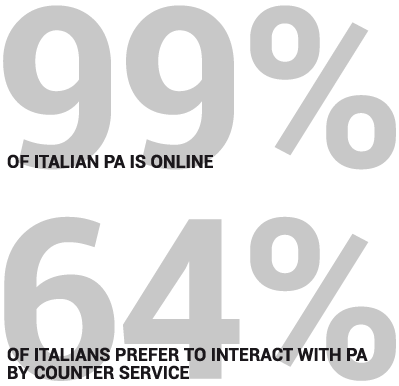 99%
OF ITALIAN PA IS ONLINE
64%
OF ITALIANS PREFER TO INTERACT WITH PA
BY COUNTER SERVICE